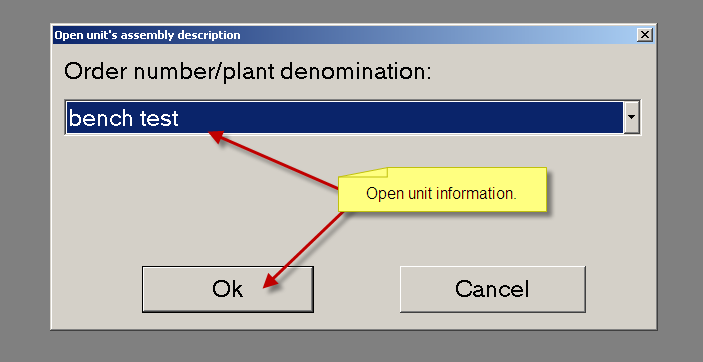 Open unit's assembly description
Order number/plant denomination:
bench test
Open unit information.
Ok
Cancel